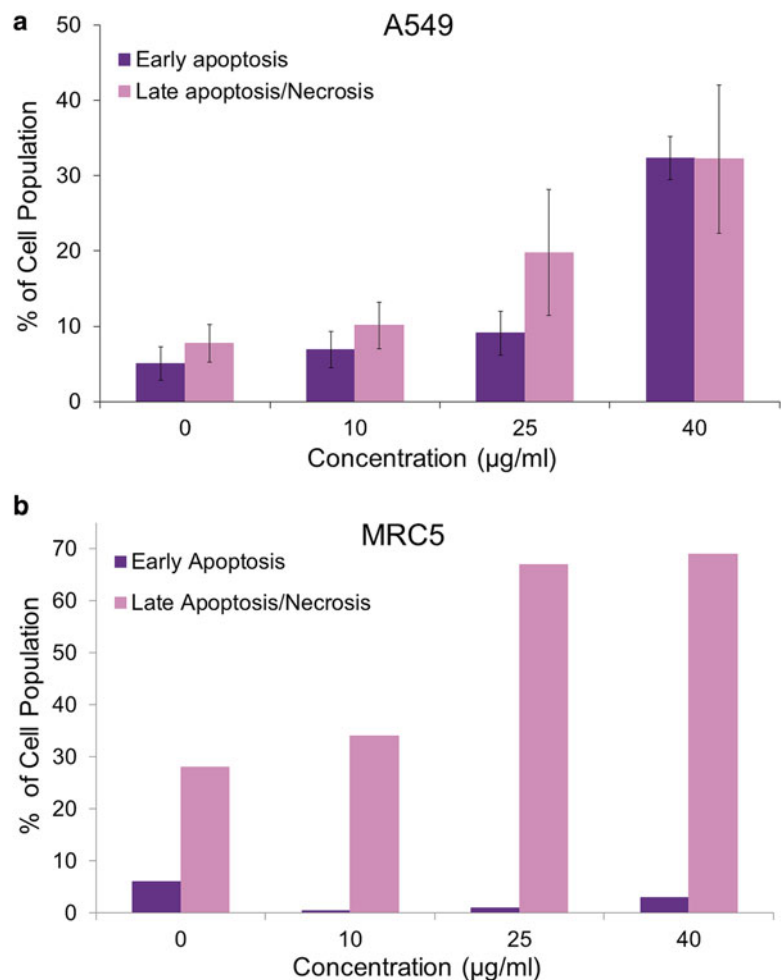 a
A549
50
40
30
20
10
0
% of Cell Population
Early apoptosis
Late apoptosis/Necrosis
0 10 25 40
Concentration (µg/ml)
b
MRC5
70
60
50
40
30
20
10
0
% of Cell Population
Early Apoptosis
Late Apoptosis/Necrosis
0 10 25 40
Concentration (µg/ml)